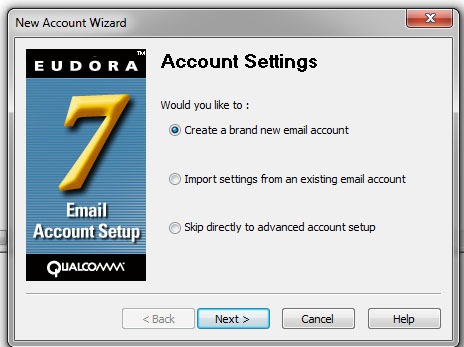 New Account Wizard
EUDORA™
7
Email
Account Setup
QUALCOMM
Account Settings
Would you like to :
Create a brand new email account
Import settings from an existing email account
Skip directly to advanced account setup
< Back
Next >
Cancel
Help